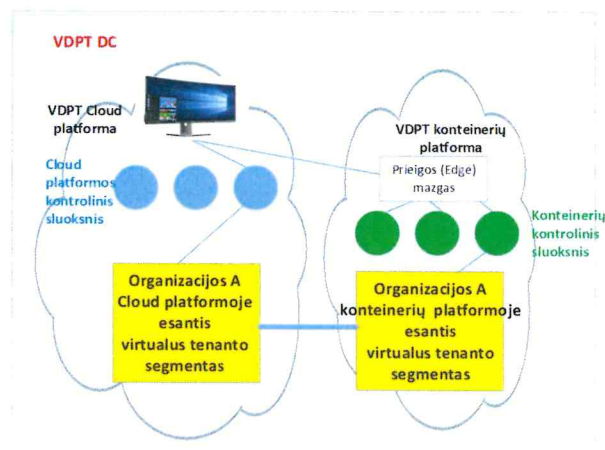 VDPT DC
VDPT Cloud
platforma
Cloud
platformos
kontrolinis
sluoksnis
VDPT konteinerių
platforma
Prieigos (Edge)
mazgas
Konteinerių
kontrolinis
sluoksnis
Organizacijos A
Cloud platformoje
esantis
virtualus tenanto
segmentas
Organizacijos A
konteinerių platformoje
esantis
virtualus tenanto
segmentas